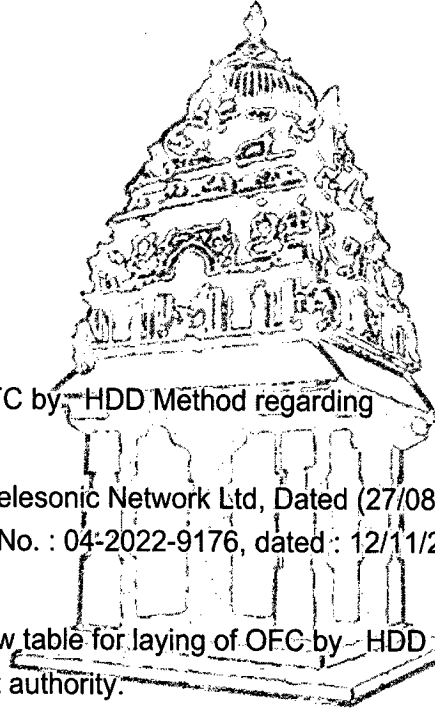 TC by- HDD Method regarding
elesonic Network Ltd, Dated (27/08
No. : 04-2022-9176, dated : 12/11/2
w table for laying of OFC by- HDD
t authority.